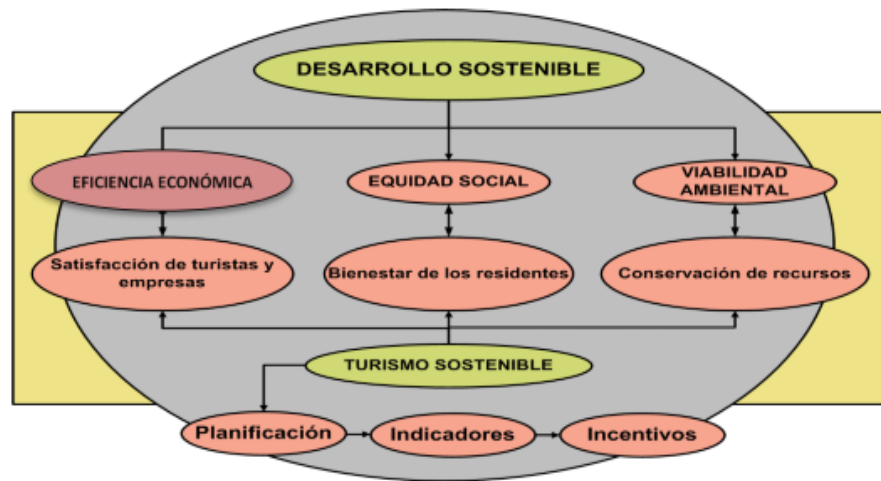 DESARROLLO SOSTENIBLE
EFICIENCIA ECONÓMICA
EQUIDAD SOCIAL
VIABILIDAD
AMBIENTAL
Satisfacción de turistas y
empresas
Bienestar de los residentes
Conservación de recursos
TURISMO SOSTENIBLE
Planificación
Indicadores
Incentivos